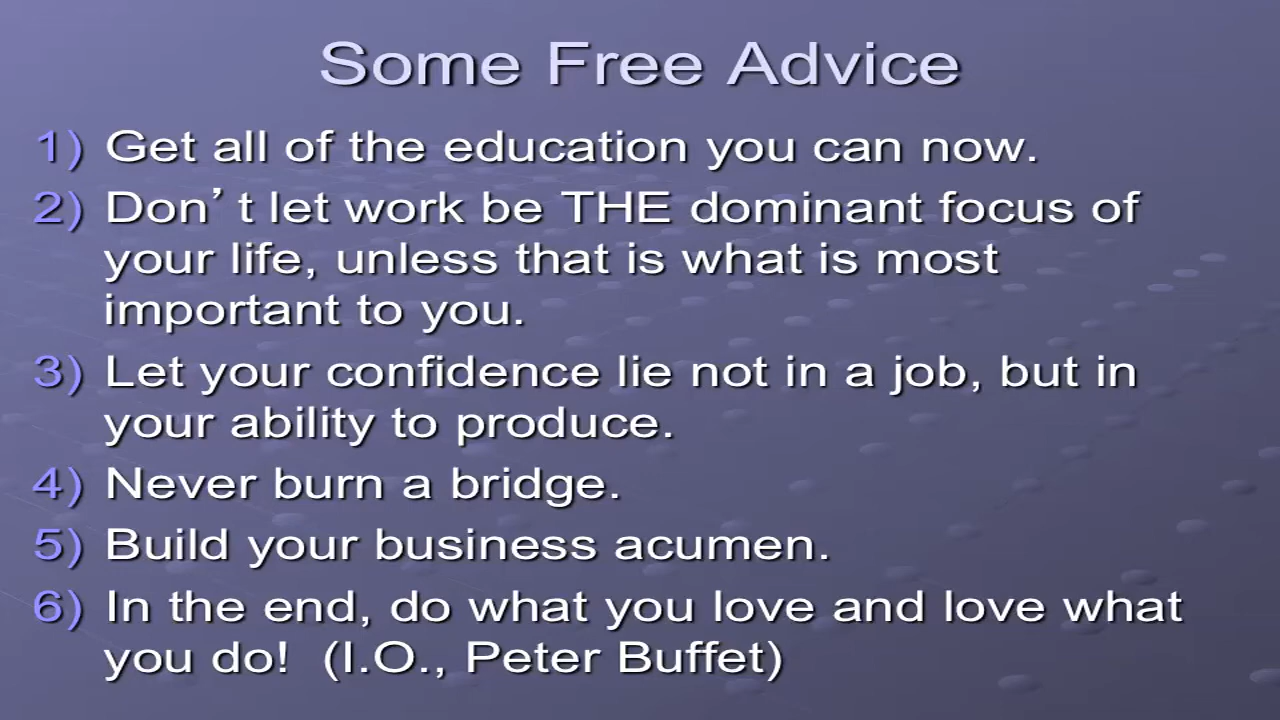 Some Free Advice
1) Get all of the education you can now.
2) Don’t let work be THE dominant focus of
your life, unless that is what is most
important to you.
3) Let your confidence lie not in a job, but in
your ability to produce.
4) Never burn a bridge.
5) Build your business acumen.
6) In the end, do what you love and love what
you do! (I.O., Peter Buffet)